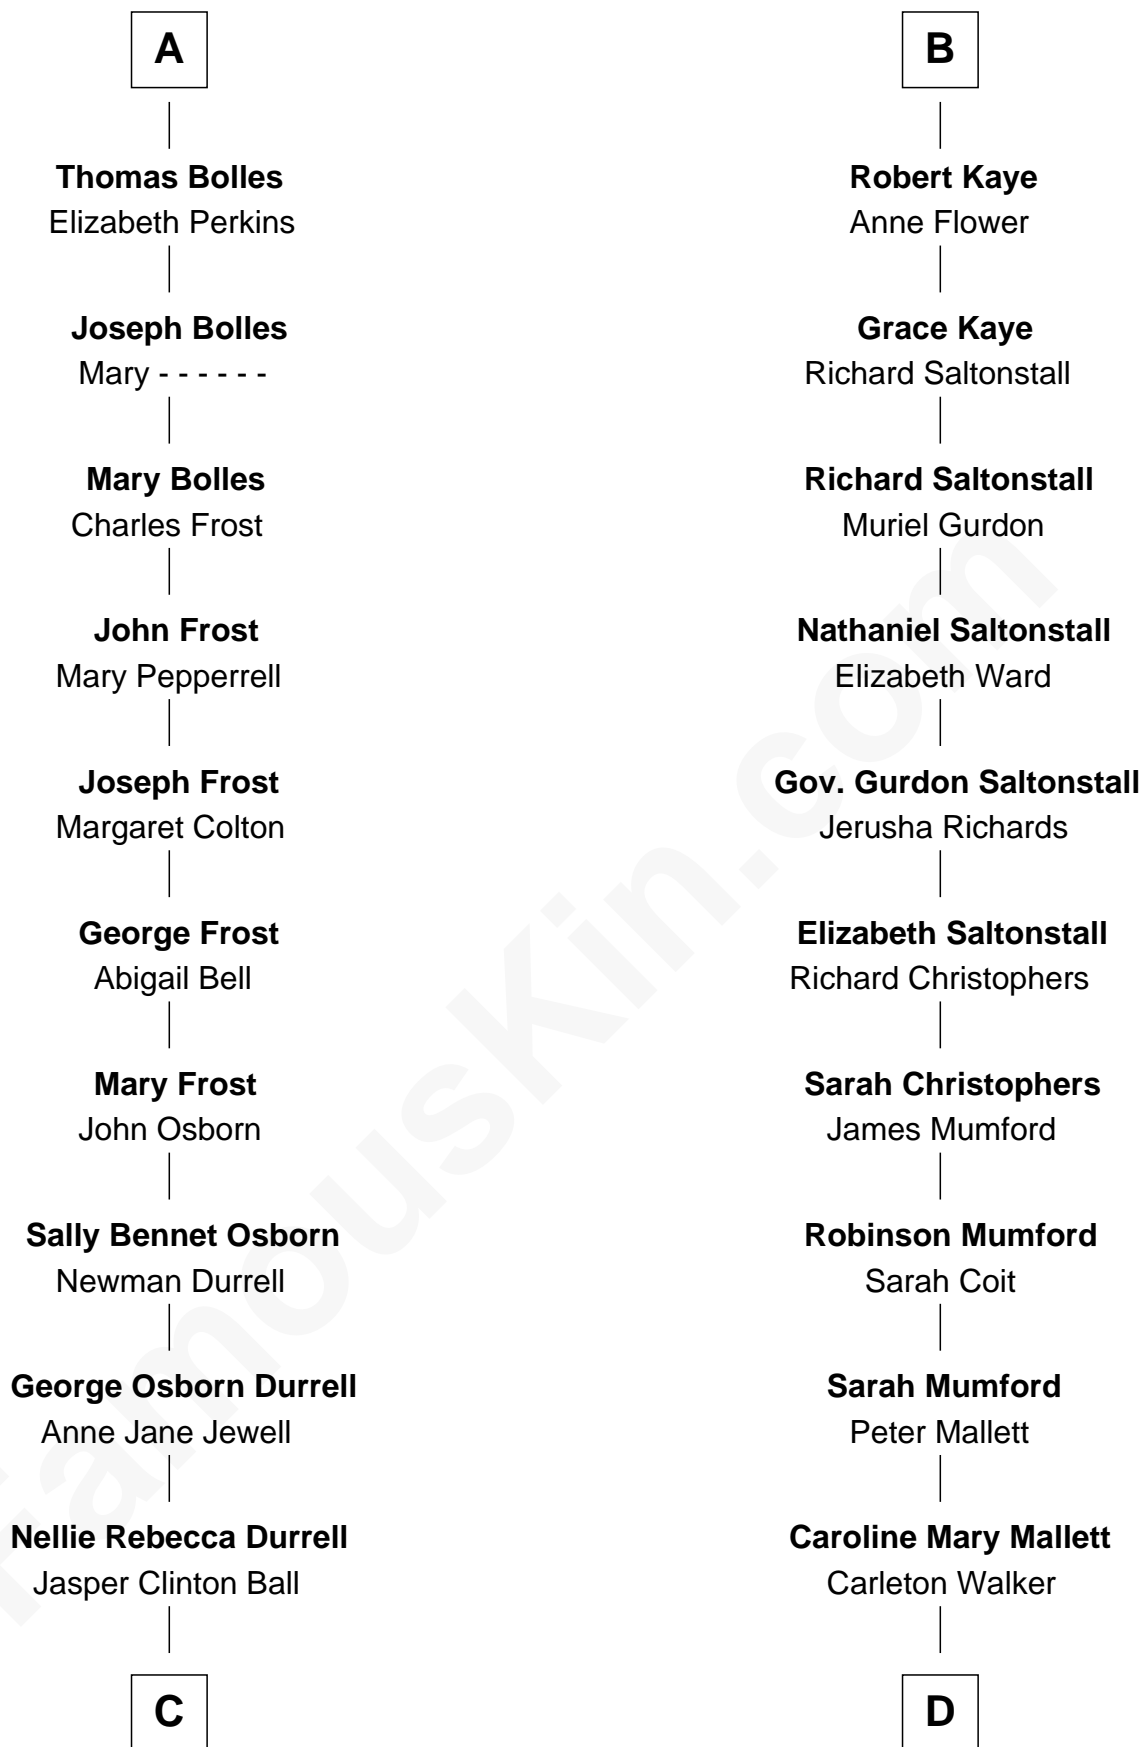 A
Thomas Bolles
Elizabeth Perkins
Joseph Bolles
Mary - - - - - -
Mary Bolles
Charles Frost
John Frost
Mary Pepperrell
Joseph Frost
Margaret Colton
George Frost
Abigail Bell
Mary Frost
John Osborn
Sally Bennet Osborn
Newman Durrell
George Osborn Durrell
Anne Jane Jewell
Nellie Rebecca Durrell
Jasper Clinton Ball
C
B
Robert Kaye
Anne Flower
Grace Kaye
Richard Saltonstall
Richard Saltonstall
Muriel Gurdon
Nathaniel Saltonstall
Elizabeth Ward
Gov. Gurdon Saltonstall
Jerusha Richards
Elizabeth Saltonstall
Richard Christophers
Sarah Christophers
James Mumford
Robinson Mumford
Sarah Coit
Sarah Mumford
Peter Mallett
Caroline Mary Mallett
Carleton Walker
D
FamousKin.com